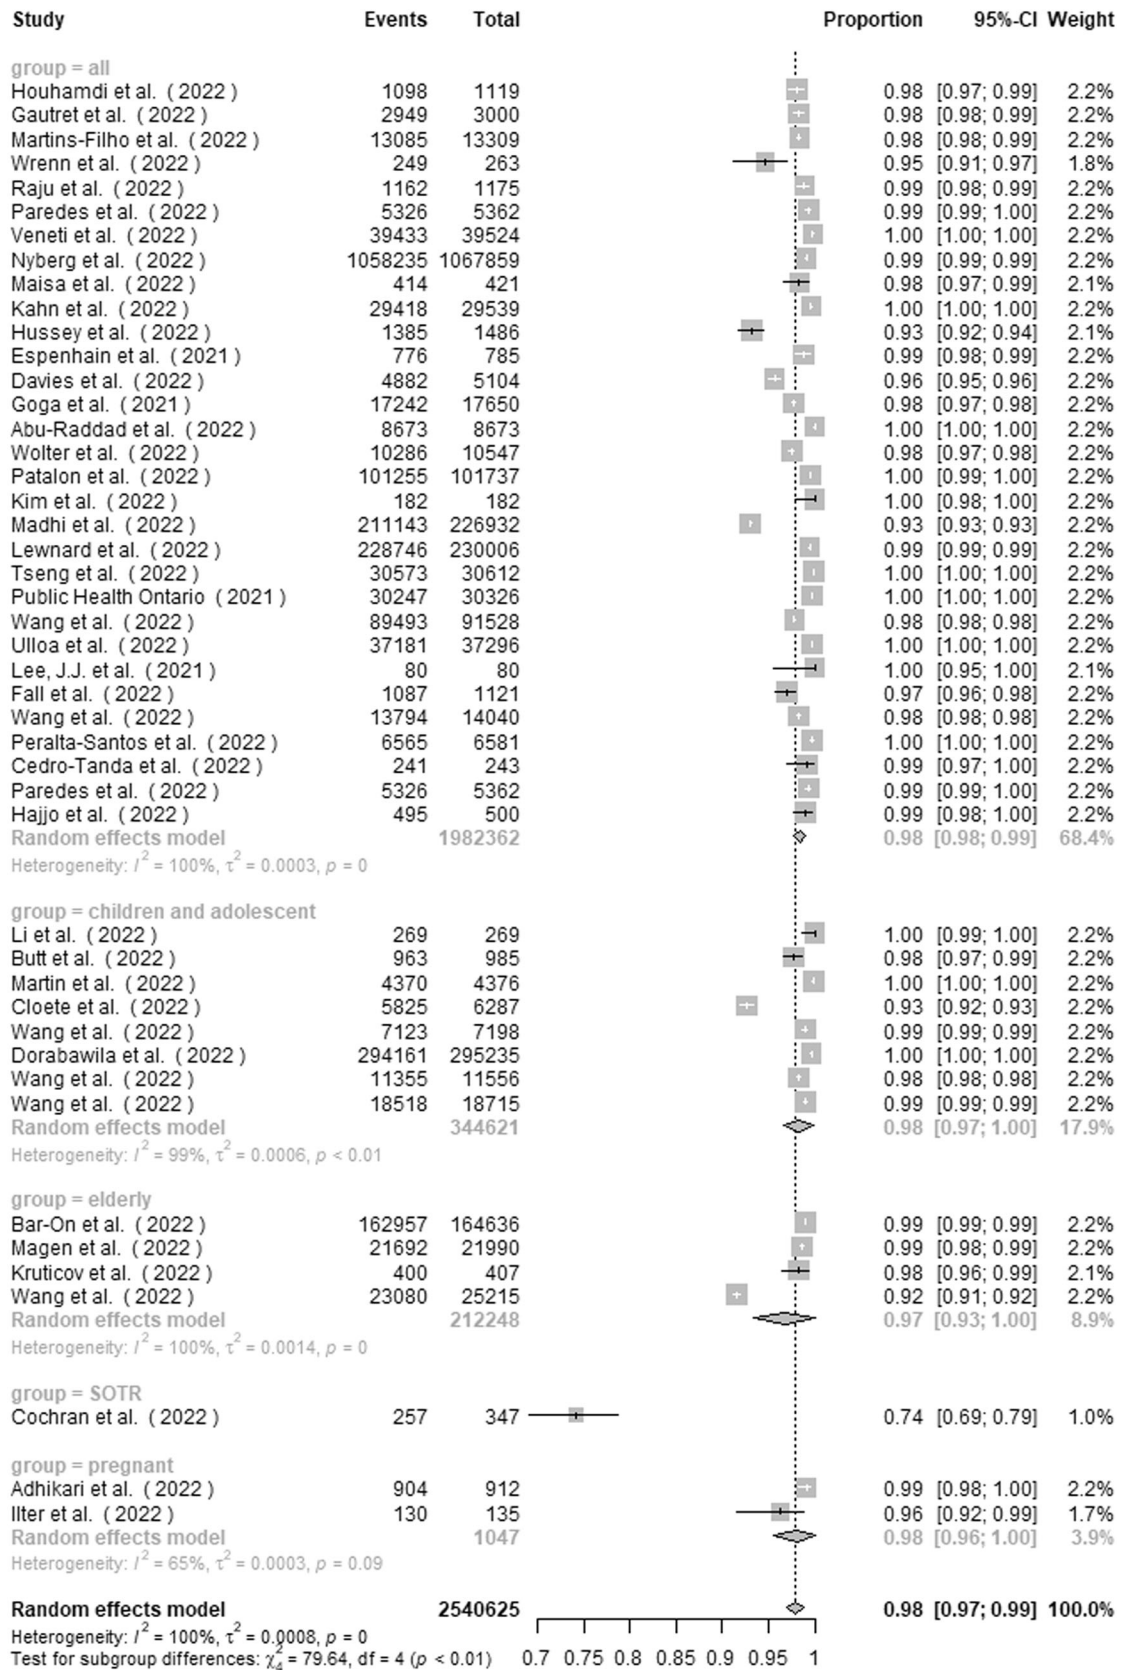 Study Events Total Proportion 95%-CI Weight
group = all
Houhamdi et al. ( 2022 ) 1098 1119 0.98 [0.97; 0.99] 2.2%
Gautret et al. ( 2022 ) 2949 3000 0.98 [0.98; 0.99] 2.2%
Martins-Filho et al. ( 2022 ) 13085 13309 0.98 [0.98; 0.99] 2.2%
Wrenn et al. ( 2022 ) 249 263 0.95 [0.91; 0.97] 1.8%
Raju et al. ( 2022 ) 1162 1175 0.99 [0.98; 0.99] 2.2%
Paredes et al. ( 2022 ) 5326 5362 0.99 [0.99; 1.00] 2.2%
Veneti et al. ( 2022 ) 39433 39524 1.00 [1.00; 1.00] 2.2%
Nyberg et al. ( 2022 ) 1058235 1067859 0.99 [0.99; 0.99] 2.2%
Maisa et al. ( 2022 ) 414 421 0.98 [0.97; 0.99] 2.1%
Kahn et al. ( 2022 ) 29418 29539 1.00 [1.00; 1.00] 2.2%
Hussey et al. ( 2022 ) 1385 1486 0.93 [0.92; 0.94] 2.1%
Espenhain et al. ( 2021 ) 776 785 0.99 [0.98; 0.99] 2.2%
Davies et al. ( 2022 ) 4882 5104 0.96 [0.95; 0.96] 2.2%
Goga et al. ( 2021 ) 17242 17650 0.98 [0.97; 0.98] 2.2%
Abu-Raddad et al. ( 2022 ) 8673 8673 1.00 [1.00; 1.00] 2.2%
Wolter et al. ( 2022 ) 10286 10547 0.98 [0.97; 0.98] 2.2%
Patalon et al. ( 2022 ) 101255 101737 1.00 [0.99; 1.00] 2.2%
Kim et al. ( 2022 ) 182 182 1.00 [0.98; 1.00] 2.2%
Madhi et al. ( 2022 ) 211143 226932 0.93 [0.93; 0.93] 2.2%
Lewnard et al. ( 2022 ) 228746 230006 0.99 [0.99; 0.99] 2.2%
Tseng et al. ( 2022 ) 30573 30612 1.00 [1.00; 1.00] 2.2%
Public Health Ontario ( 2021 ) 30247 30326 1.00 [1.00; 1.00] 2.2%
Wang et al. ( 2022 ) 89493 91528 0.98 [0.98; 0.98] 2.2%
Ulloa et al. ( 2022 ) 37181 37296 1.00 [1.00; 1.00] 2.2%
Lee, J.J. et al. ( 2021 ) 80 80 1.00 [0.95; 1.00] 2.1%
Fall et al. ( 2022 ) 1087 1121 0.97 [0.96; 0.98] 2.2%
Wang et al. ( 2022 ) 13794 14040 0.98 [0.98; 0.98] 2.2%
Peralta-Santos et al. ( 2022 ) 6565 6581 1.00 [1.00; 1.00] 2.2%
Cedro-Tanda et al. ( 2022 ) 241 243 0.99 [0.97; 1.00] 2.2%
Paredes et al. ( 2022 ) 5326 5362 0.99 [0.99; 1.00] 2.2%
Hajjo et al. ( 2022 ) 495 500 0.99 [0.98; 1.00] 2.2%
Random effects model 1982362 0.98 [0.98; 0.99] 68.4%
Heterogeneity: I² = 100%, τ² = 0.0003, p = 0
group = children and adolescent
Li et al. ( 2022 ) 269 269 1.00 [0.99; 1.00] 2.2%
Butt et al. ( 2022 ) 963 985 0.98 [0.97; 0.99] 2.2%
Martin et al. ( 2022 ) 4370 4376 1.00 [1.00; 1.00] 2.2%
Cloete et al. ( 2022 ) 5825 6287 0.93 [0.92; 0.93] 2.2%
Wang et al. ( 2022 ) 7123 7198 0.99 [0.99; 0.99] 2.2%
Dorabawila et al. ( 2022 ) 294161 295235 1.00 [1.00; 1.00] 2.2%
Wang et al. ( 2022 ) 11355 11556 0.98 [0.98; 0.98] 2.2%
Wang et al. ( 2022 ) 18518 18715 0.99 [0.99; 0.99] 2.2%
Random effects model 344621 0.98 [0.97; 1.00] 17.9%
Heterogeneity: I² = 99%, τ² = 0.0006, p < 0.01
group = elderly
Bar-On et al. ( 2022 ) 162957 164636 0.99 [0.99; 0.99] 2.2%
Magen et al. ( 2022 ) 21692 21990 0.99 [0.98; 0.99] 2.2%
Kruticov et al. ( 2022 ) 400 407 0.98 [0.96; 0.99] 2.1%
Wang et al. ( 2022 ) 23080 25215 0.92 [0.91; 0.92] 2.2%
Random effects model 212248 0.97 [0.93; 1.00] 8.9%
Heterogeneity: I² = 100%, τ² = 0.0014, p = 0
group = SOTR
Cochran et al. ( 2022 ) 257 347 0.74 [0.69; 0.79] 1.0%
group = pregnant
Adhikari et al. ( 2022 ) 904 912 0.99 [0.98; 1.00] 2.2%
Ilter et al. ( 2022 ) 130 135 0.96 [0.92; 0.99] 1.7%
Random effects model 1047 0.98 [0.96; 1.00] 3.9%
Heterogeneity: I² = 65%, τ² = 0.0003, p = 0.09
Random effects model 2540625 0.98 [0.97; 0.99] 100.0%
Heterogeneity: I² = 100%, τ² = 0.0008, p = 0
Test for subgroup differences: χ²₄ = 79.64, df = 4 (p < 0.01) 0.7 0.75 0.8 0.85 0.9 0.95 1